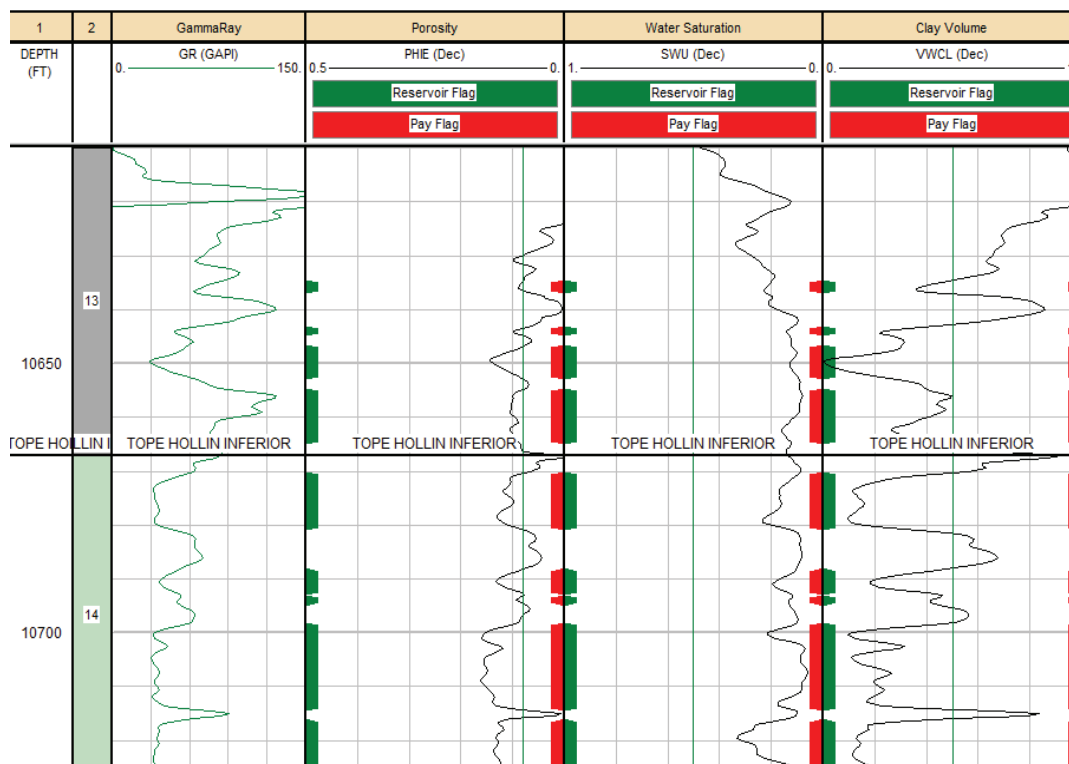 1 2 GammaRay Porosity Water Saturation Clay Volume
DEPTH (FT) GR (GAPI) PHIE (Dec) SWU (Dec) VWCL (Dec)
0. 150. 0.5 0. 1. 0. 0. 1
Reservoir Flag Reservoir Flag Reservoir Flag
Pay Flag Pay Flag Pay Flag
13
10650
TOPE HOLLIN I TOPE HOLLIN INFERIOR TOPE HOLLIN INFERIOR TOPE HOLLIN INFERIOR TOPE HOLLIN INFERIOR
14
10700